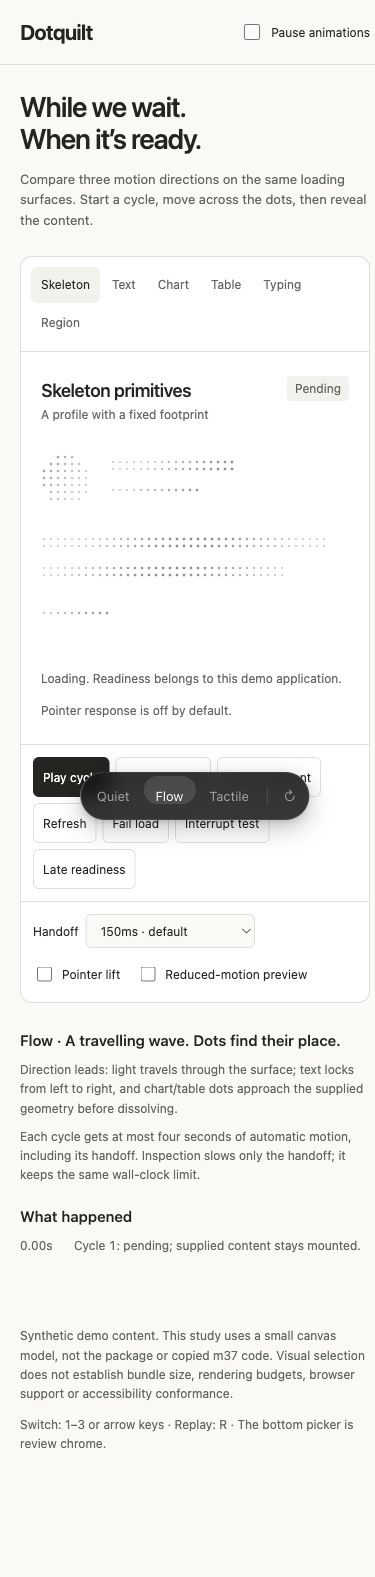 Dotquilt
Pause animations
While we wait.
When it's ready.
Compare three motion directions on the same loading
surfaces. Start a cycle, move across the dots, then reveal
the content.
Skeleton Text Chart Table Typing
Region
Skeleton primitives
Pending
A profile with a fixed footprint
Loading. Readiness belongs to this demo application.
Pointer response is off by default.
Play
Quiet Flow Tactile ↻
Refresh Fail load Interrupt test
Late readiness
Handoff 150ms · default
Pointer lift Reduced-motion preview
Flow · A travelling wave. Dots find their place.
Direction leads: light travels through the surface; text locks
from left to right, and chart/table dots approach the supplied
geometry before dissolving.
Each cycle gets at most four seconds of automatic motion,
including its handoff. Inspection slows only the handoff; it
keeps the same wall-clock limit.
What happened
0.00s Cycle 1: pending; supplied content stays mounted.
Synthetic demo content. This study uses a small canvas
model, not the package or copied m37 code. Visual selection
does not establish bundle size, rendering budgets, browser
support or accessibility conformance.
Switch: 1–3 or arrow keys · Replay: R · The bottom picker is
review chrome.